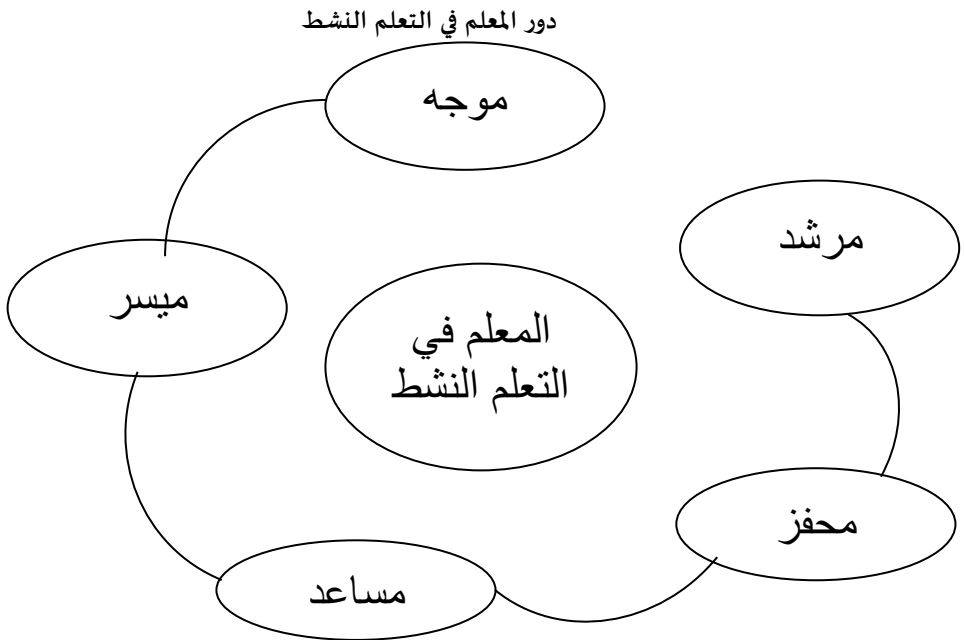 دور المعلم في التعلم النشط
موجه
مرشد
ميسر
المعلم في
التعلم النشط
محفز
مساعد